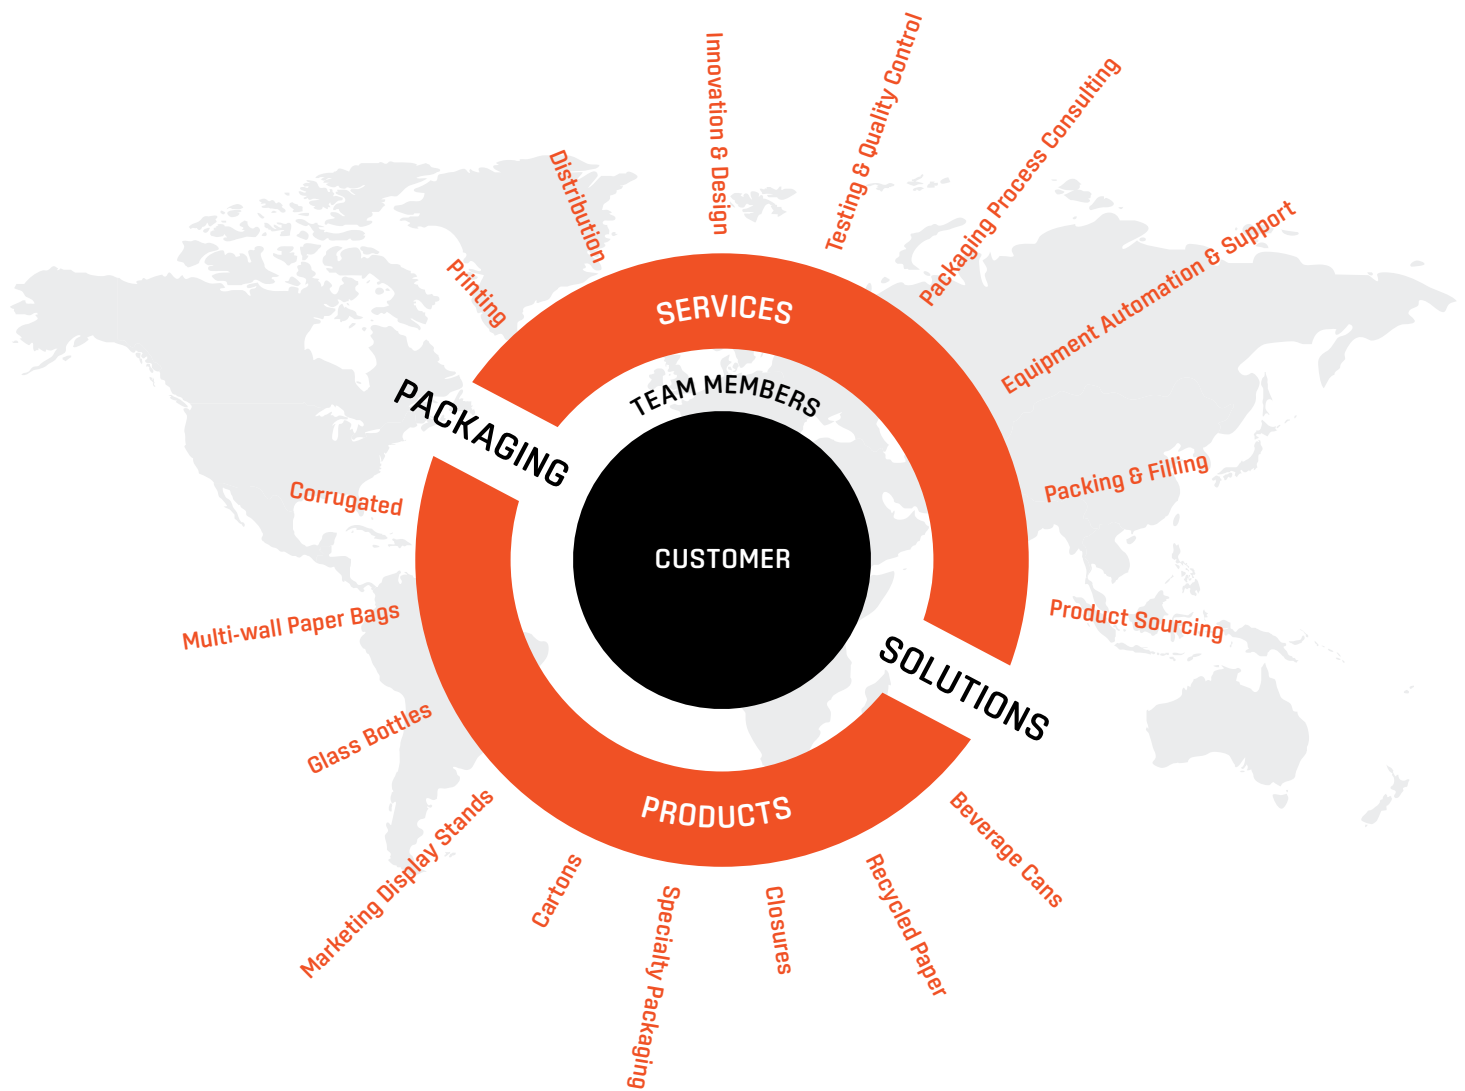 Innovation & Design
Testing & Quality Control
Packaging Process Consulting
Distribution
Printing
Equipment Automation & Support
SERVICES
TEAM MEMBERS
PACKAGING
Packing & Filling
Corrugated
CUSTOMER
Multi-wall Paper Bags
Product Sourcing
SOLUTIONS
Glass Bottles
Marketing Display Stands
PRODUCTS
Beverage Cans
Cartons
Specialty Packaging
Closures
Recycled Paper